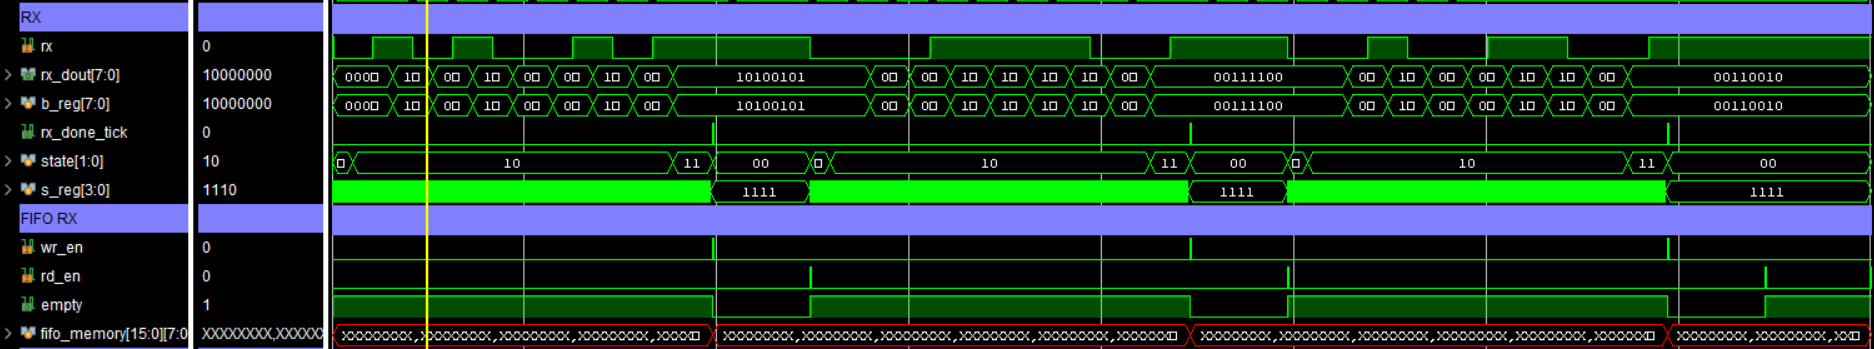 RX
rx 0
rx_dout[7:0] 10000000 0000 10 00 10 00 00 10 00 10100101 00 00 10 10 10 10 00 00111100 00 10 00 00 10 10 00 00110010
b_reg[7:0] 10000000 0000 10 00 10 00 00 10 00 10100101 00 00 10 10 10 10 00 00111100 00 10 00 00 10 10 00 00110010
rx_done_tick 0
state[1:0] 10 10 11 00 10 11 00 10 11 00
s_reg[3:0] 1110 1111 1111 1111
FIFO RX
wr_en 0
rd_en 0
empty 1
fifo_memory[15:0][7:0 XXXXXXXX,XXXXXX XXXXXXXX,XXXXXXXX,XXXXXXXX,XXXXXXXX,XXXX XXXXXXXX,XXXXXXXX,XXXXXXXX,XXXXXXXX,XXXXXXXX,XXXXXX XXXXXXXX,XXXXXXXX,XXXXXXXX,XXXXXXXX,XXXXXXXX,XXXXXX XXXXXXXX,XXXXXXXX,XXX